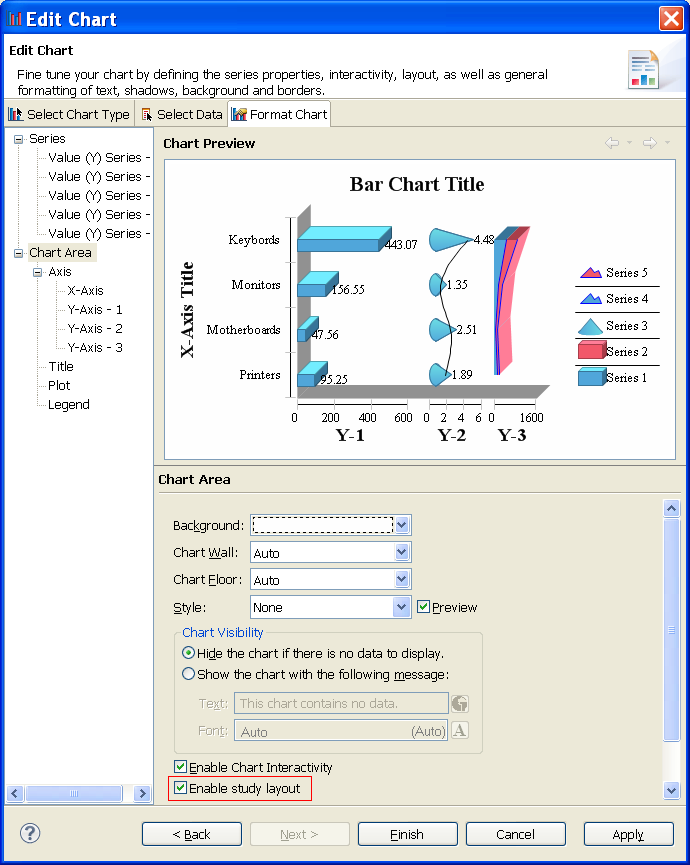 Edit Chart
Edit Chart
Fine tune your chart by defining the series properties, interactivity, layout, as well as general
formatting of text, shadows, background and borders.
Select Chart Type
Select Data
Format Chart
Series
Value (Y) Series -
Value (Y) Series -
Value (Y) Series -
Value (Y) Series -
Value (Y) Series -
Chart Area
Axis
X-Axis
Y-Axis - 1
Y-Axis - 2
Y-Axis - 3
Title
Plot
Legend
Chart Preview
Bar Chart Title
X-Axis Title
Keybords
Monitors
Motherboards
Printers
443.07
156.55
47.56
95.25
4.48
1.35
2.51
1.89
0 200 400 600
0 2 4 6
0 1600
Y-1
Y-2
Y-3
Series 5
Series 4
Series 3
Series 2
Series 1
Chart Area
Background:
Chart Wall: Auto
Chart Floor: Auto
Style: None Preview
Chart Visibility
Hide the chart if there is no data to display.
Show the chart with the following message:
Text: This chart contains no data.
Font: Auto (Auto) A
Enable Chart Interactivity
Enable study layout
? < Back Next > Finish Cancel Apply